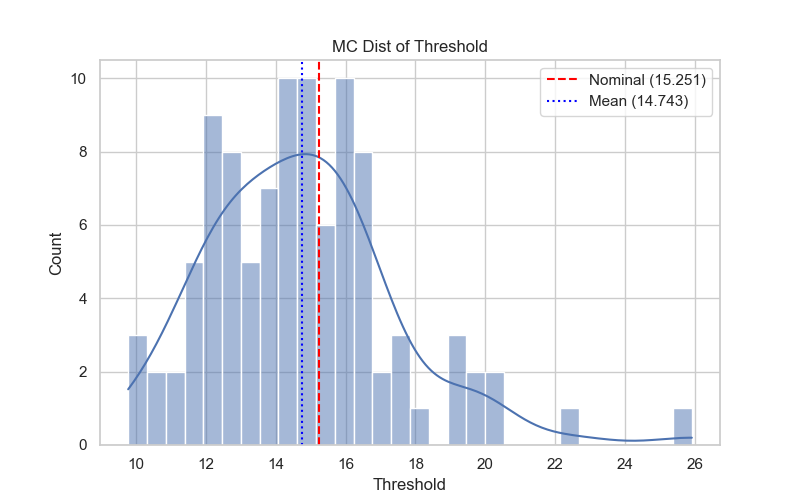 MC Dist of Threshold
Nominal (15.251)
Mean (14.743)
10
8
6
4
2
0
Count
10 12 14 16 18 20 22 24 26
Threshold